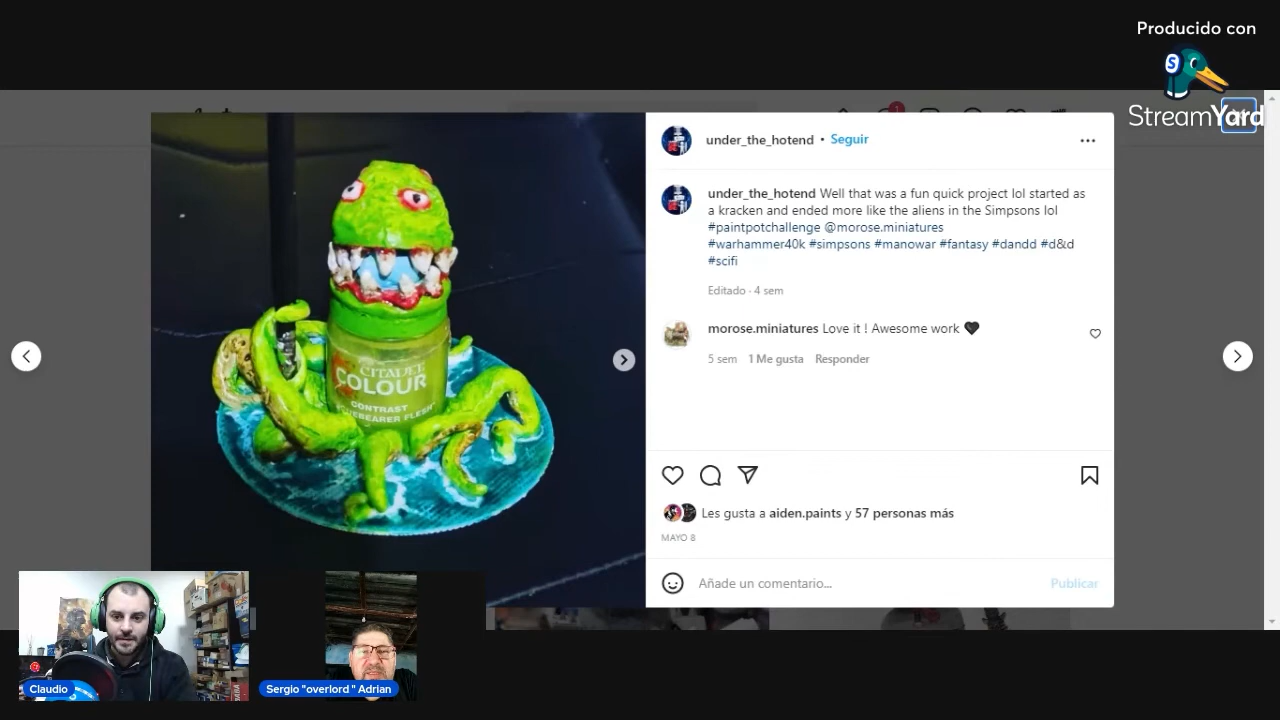 Producido con
StreamYard
under_the_hotend • Seguir
under_the_hotend Well that was a fun quick project lol started as
a kracken and ended more like the aliens in the Simpsons lol
#paintpotchallenge @morose.miniatures
#warhammer40k #simpsons #manowar #fantasy #dandd #d&d
#scifi
Editado · 4 sem
morose.miniatures Love it ! Awesome work 🖤
5 sem 1 Me gusta Responder
Les gusta a aiden.paints y 57 personas más
MAYO 8
Añade un comentario...
Publicar
CITADEL
COLOUR
CONTRAST
FLESH
1
Claudio
Sergio "overlord " Adrian